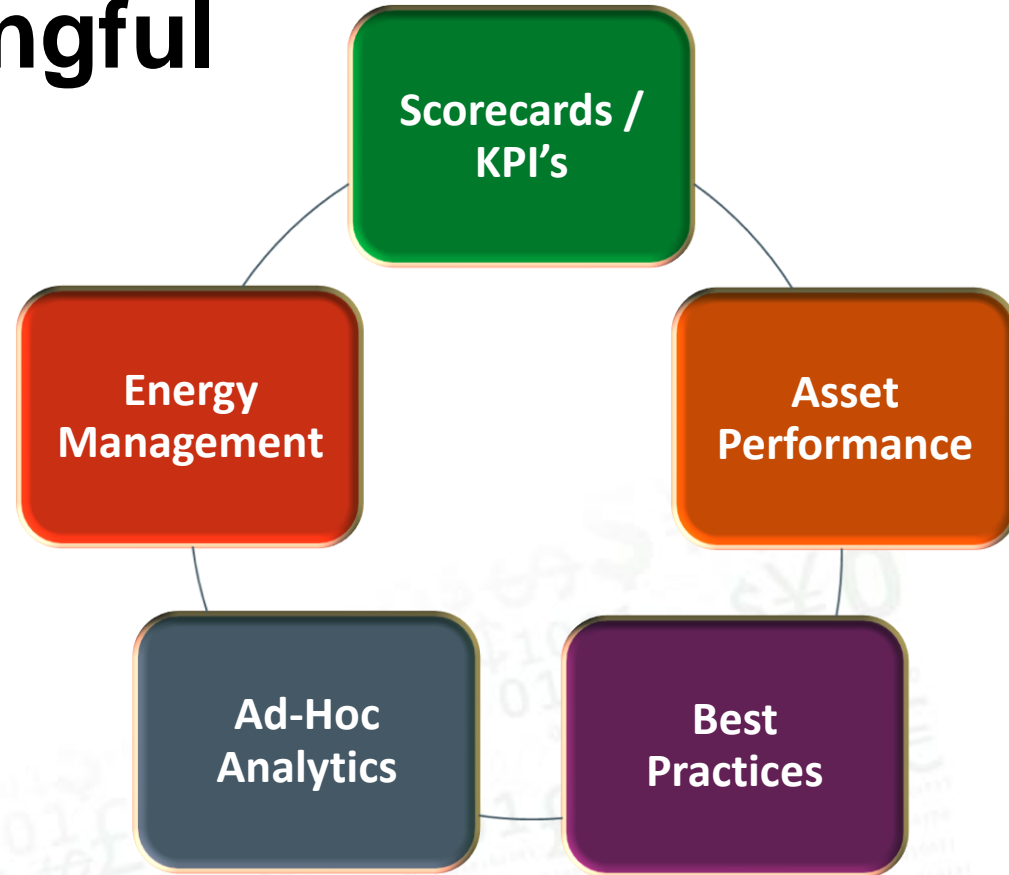 ngful
Scorecards /
KPI’s
Energy
Management
Asset
Performance
Ad-Hoc
Analytics
Best
Practices